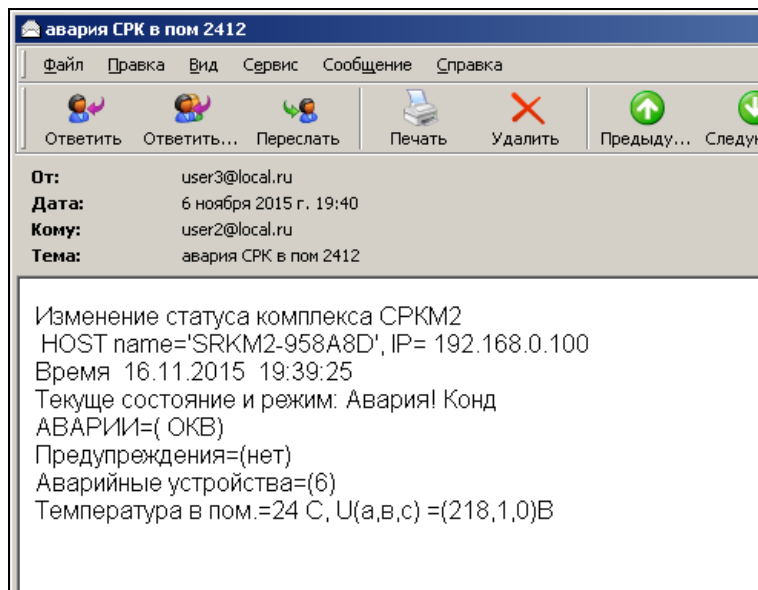 авария СРК в пом 2412
Файл Правка Вид Сервис Сообщение Справка
Ответить Ответить... Переслать Печать Удалить Предыду... Следу
От: user3@local.ru
Дата: 6 ноября 2015 г. 19:40
Кому: user2@local.ru
Тема: авария СРК в пом 2412
Изменение статуса комплекса СРКМ2
HOST name='SRKM2-958A8D', IP= 192.168.0.100
Время 16.11.2015 19:39:25
Текуще состояние и режим: Авария! Конд
АВАРИИ=( ОКВ)
Предупреждения=(нет)
Аварийные устройства=(6)
Температура в пом.=24 С, U(а,в,с) =(218,1,0)В